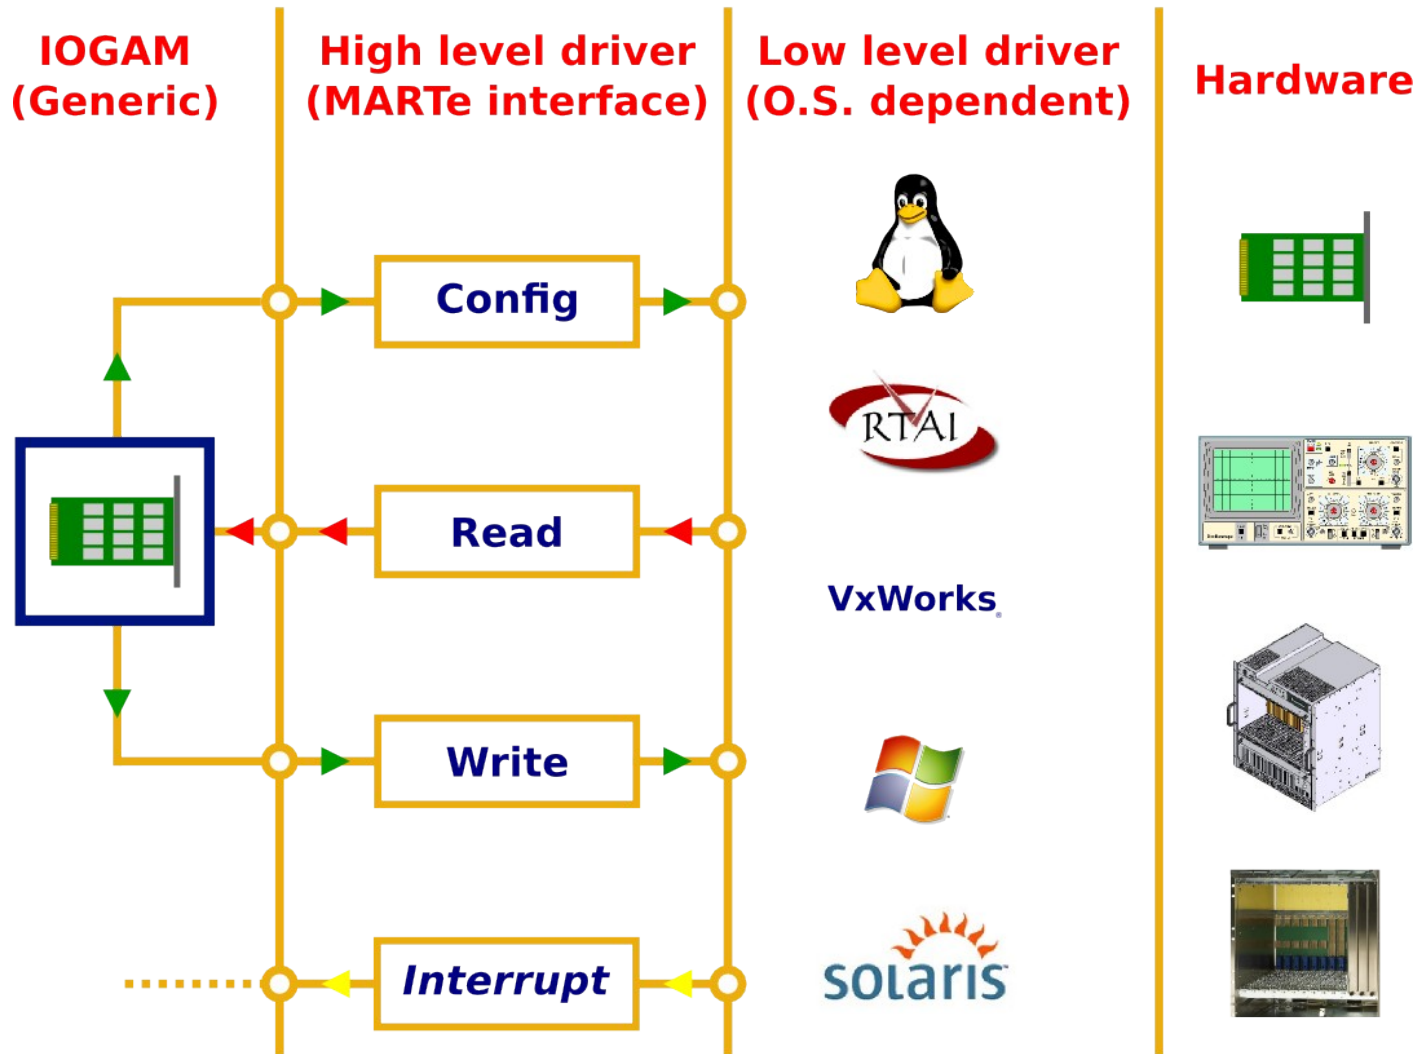 IOGAM
(Generic)
High level driver
(MARTe interface)
Low level driver
(O.S. dependent)
Hardware
Config
Read
Write
Interrupt
RTAI
VxWorks
solaris